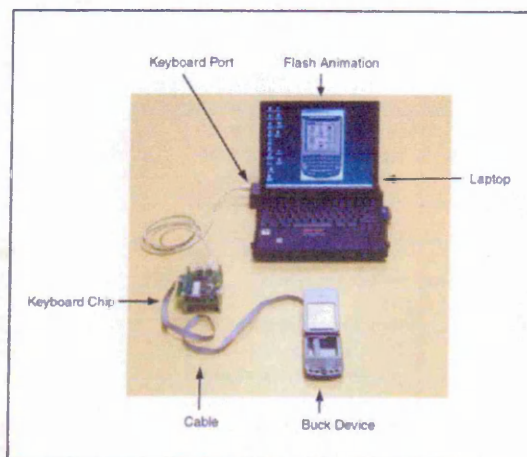 Keyboard Port
Flash Animation
Laptop
Keyboard Chip
Cable
Buck Device